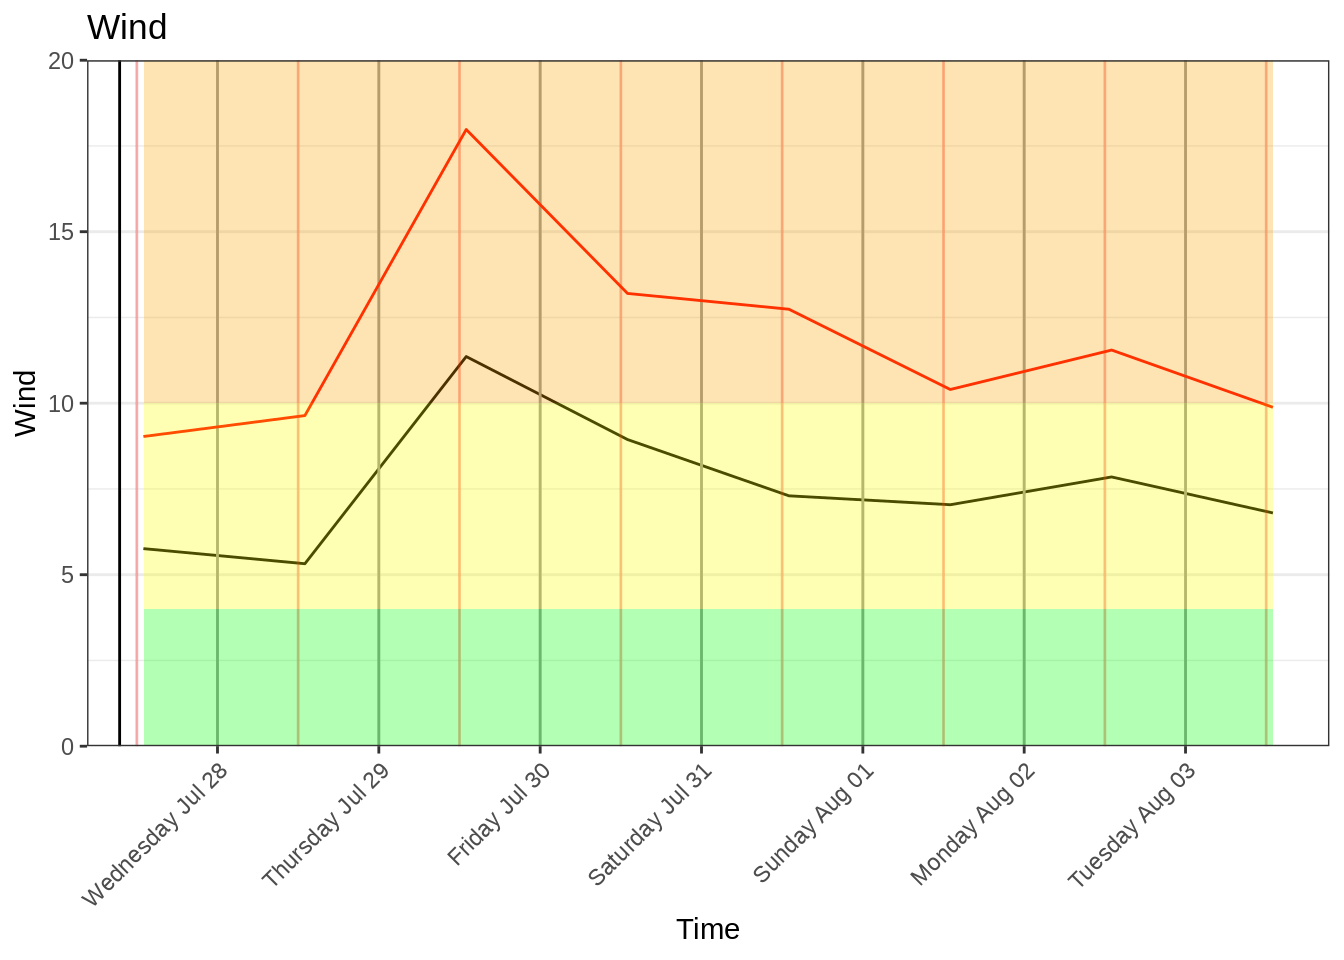 Wind
20
15
10
5
0
Wind
Wednesday Jul 28
Thursday Jul 29
Friday Jul 30
Saturday Jul 31
Sunday Aug 01
Monday Aug 02
Tuesday Aug 03
Time